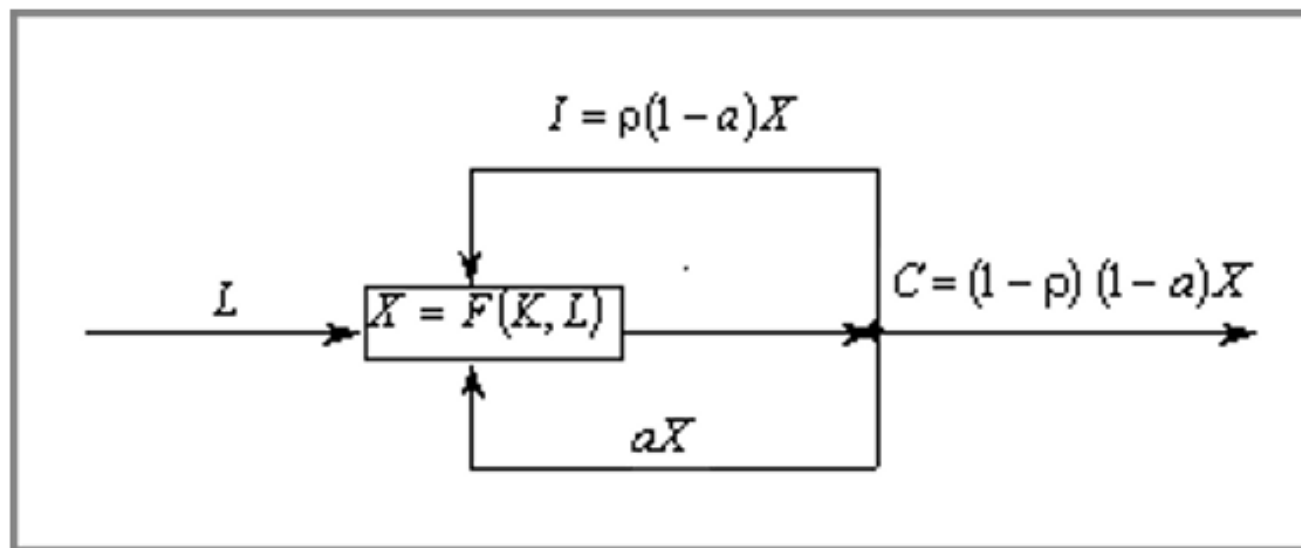 I = ρ(1 − a)X
C = (1 − ρ) (1 − a)X
L
X = F(K, L)
aX